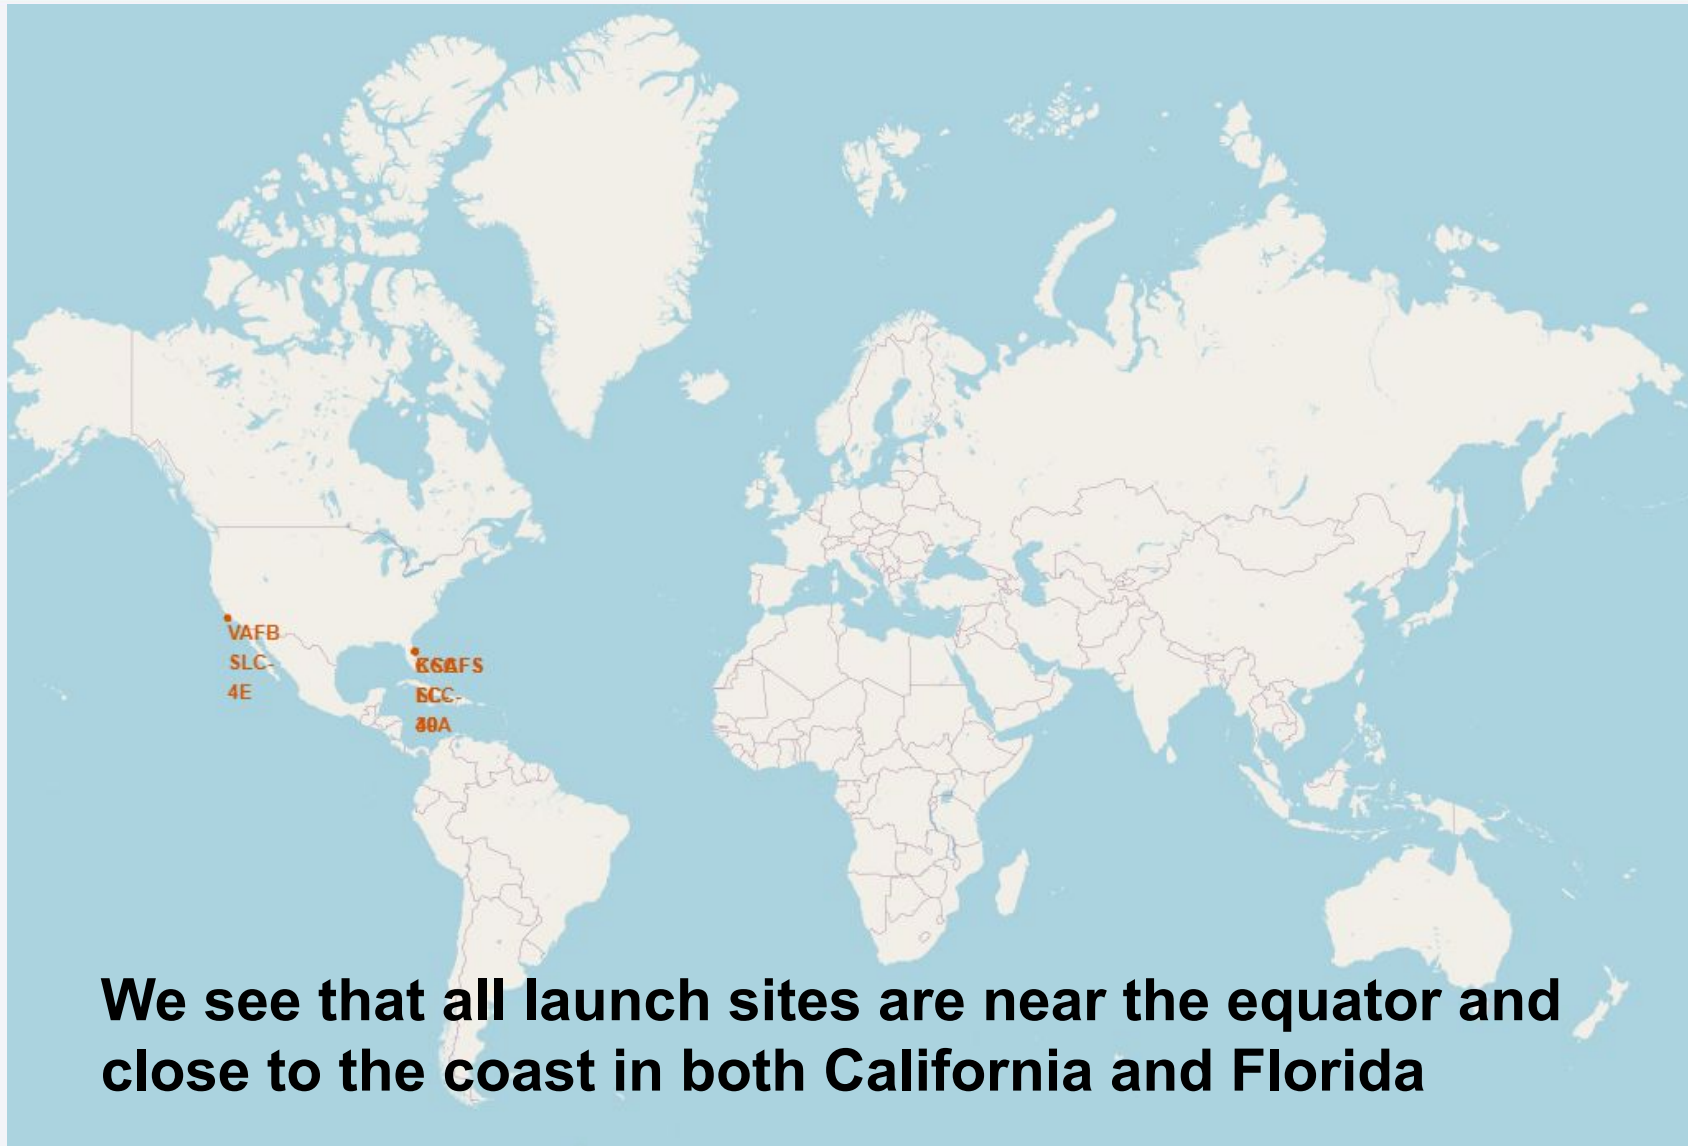 VAFB
SLC-
4E
We see that all launch sites are near the equator and
close to the coast in both California and Florida